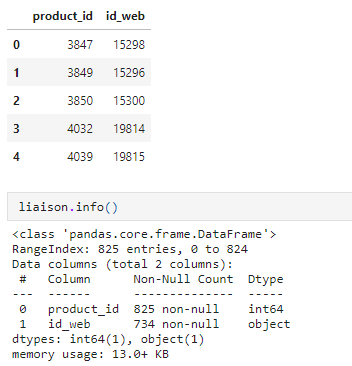 product_id id_web
0 3847 15298
1 3849 15296
2 3850 15300
3 4032 19814
4 4039 19815
liaison.info()
<class 'pandas.core.frame.DataFrame'>
RangeIndex: 825 entries, 0 to 824
Data columns (total 2 columns):
 #   Column      Non-Null Count  Dtype
---  ------      --------------  -----
 0   product_id  825 non-null    int64
 1   id_web      734 non-null    object
dtypes: int64(1), object(1)
memory usage: 13.0+ KB